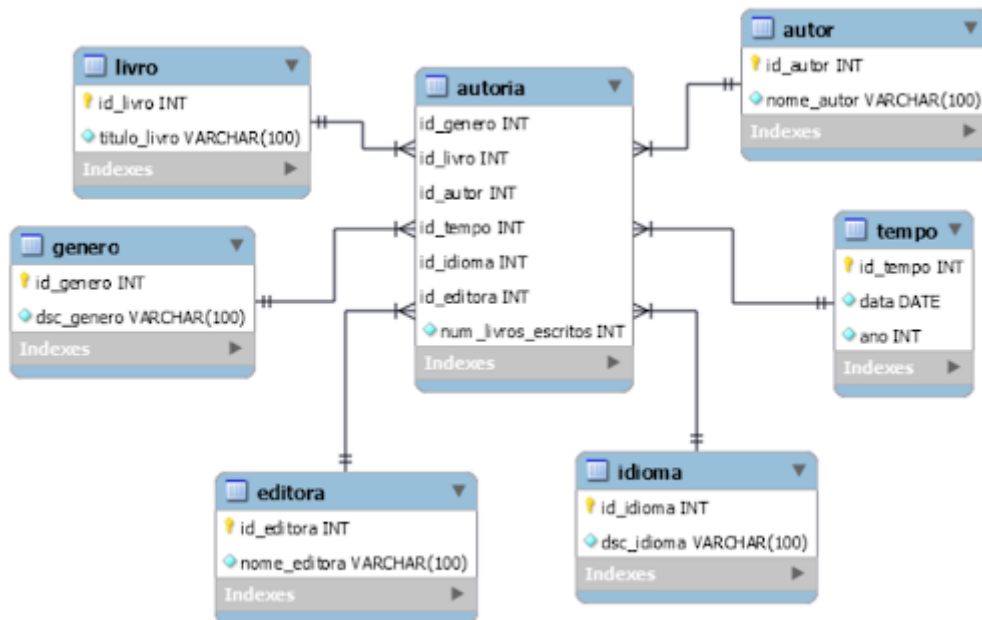 livro
id_livro INT
titulo_livro VARCHAR(100)
Indexes
genero
id_genero INT
dsc_genero VARCHAR(100)
Indexes
autoria
id_genero INT
id_livro INT
id_autor INT
id_tempo INT
id_idioma INT
id_editora INT
num_livros_escritos INT
Indexes
autor
id_autor INT
nome_autor VARCHAR(100)
Indexes
tempo
id_tempo INT
data DATE
ano INT
Indexes
editora
id_editora INT
nome_editora VARCHAR(100)
Indexes
idioma
id_idioma INT
dsc_idioma VARCHAR(100)
Indexes